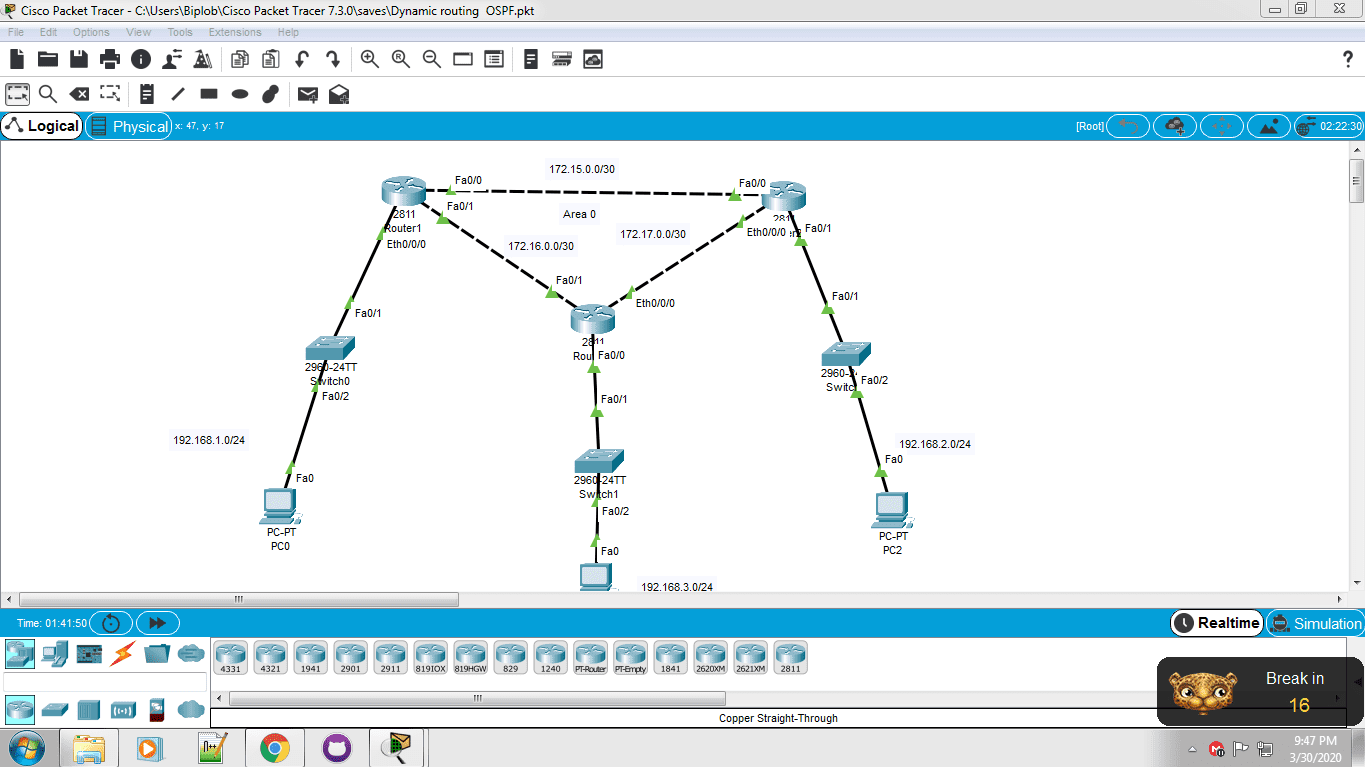 Cisco Packet Tracer - C:\Users\Biplob\Cisco Packet Tracer 7.3.0\saves\Dynamic routing  OSPF.pkt
File Edit Options View Tools Extensions Help
Logical Physical x: 47, y: 17 [Root] 02:22:30
172.15.0.0/30
Fa0/0 Fa0/0
Fa0/1
2811
Router1
Eth0/0/0
Area 0
172.16.0.0/30
172.17.0.0/30
Eth0/0/0
Fa0/1
Fa0/1
Eth0/0/0
Fa0/1
Fa0/1
2811
Fa0/0
2960-24TT
Switch0
Fa0/2
Fa0/2
Fa0/1
192.168.1.0/24
192.168.2.0/24
Fa0
Fa0
2960-24TT
Switch1
Fa0/2
PC-PT
PC0
PC-PT
PC2
Fa0
192.168.3.0/24
Time: 01:41:50 Realtime Simulation
4331 4321 1941 2901 2911 819IOX 819HGW 829 1240 PT-Router PT-Empty 1841 2620XM 2621XM 2811
Break in
16
Copper Straight-Through
9:47 PM
3/30/2020